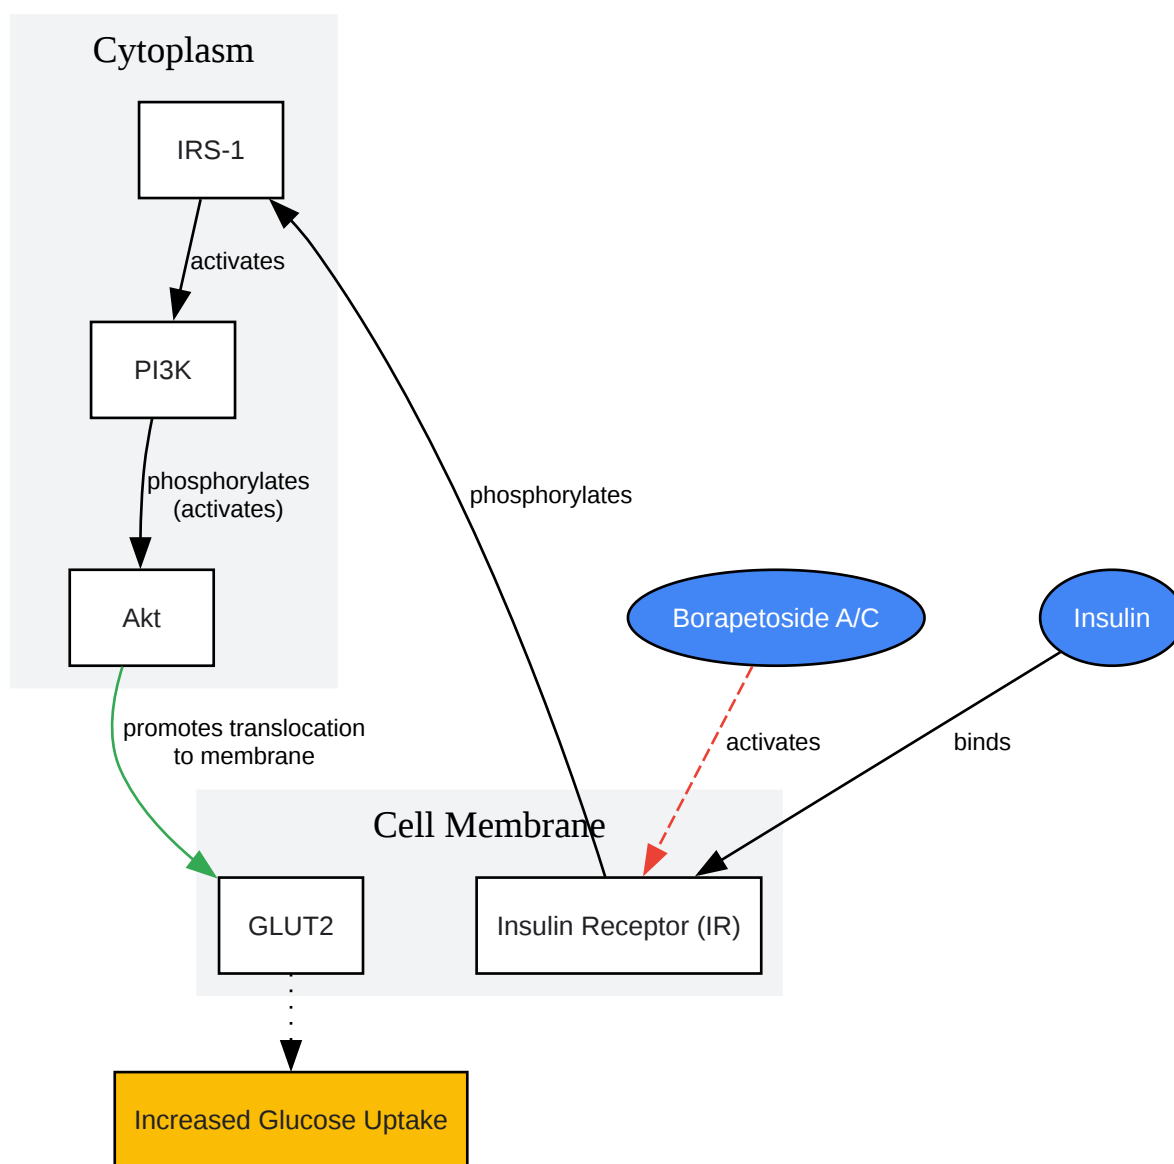 Cytoplasm
IRS-1
activates
PI3K
phosphorylates
(activates)
phosphorylates
Akt
Borapetoside A/C
Insulin
promotes translocation
to membrane
activates
binds
Cell Membrane
GLUT2
Insulin Receptor (IR)
Increased Glucose Uptake